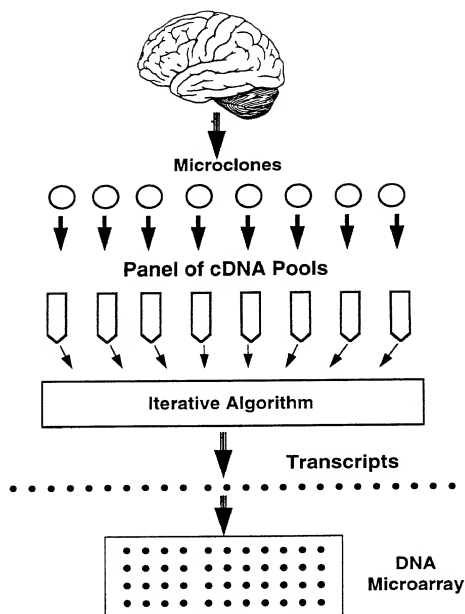 Microclones
Panel of cDNA Pools
Iterative Algorithm
Transcripts
DNA
Microarray